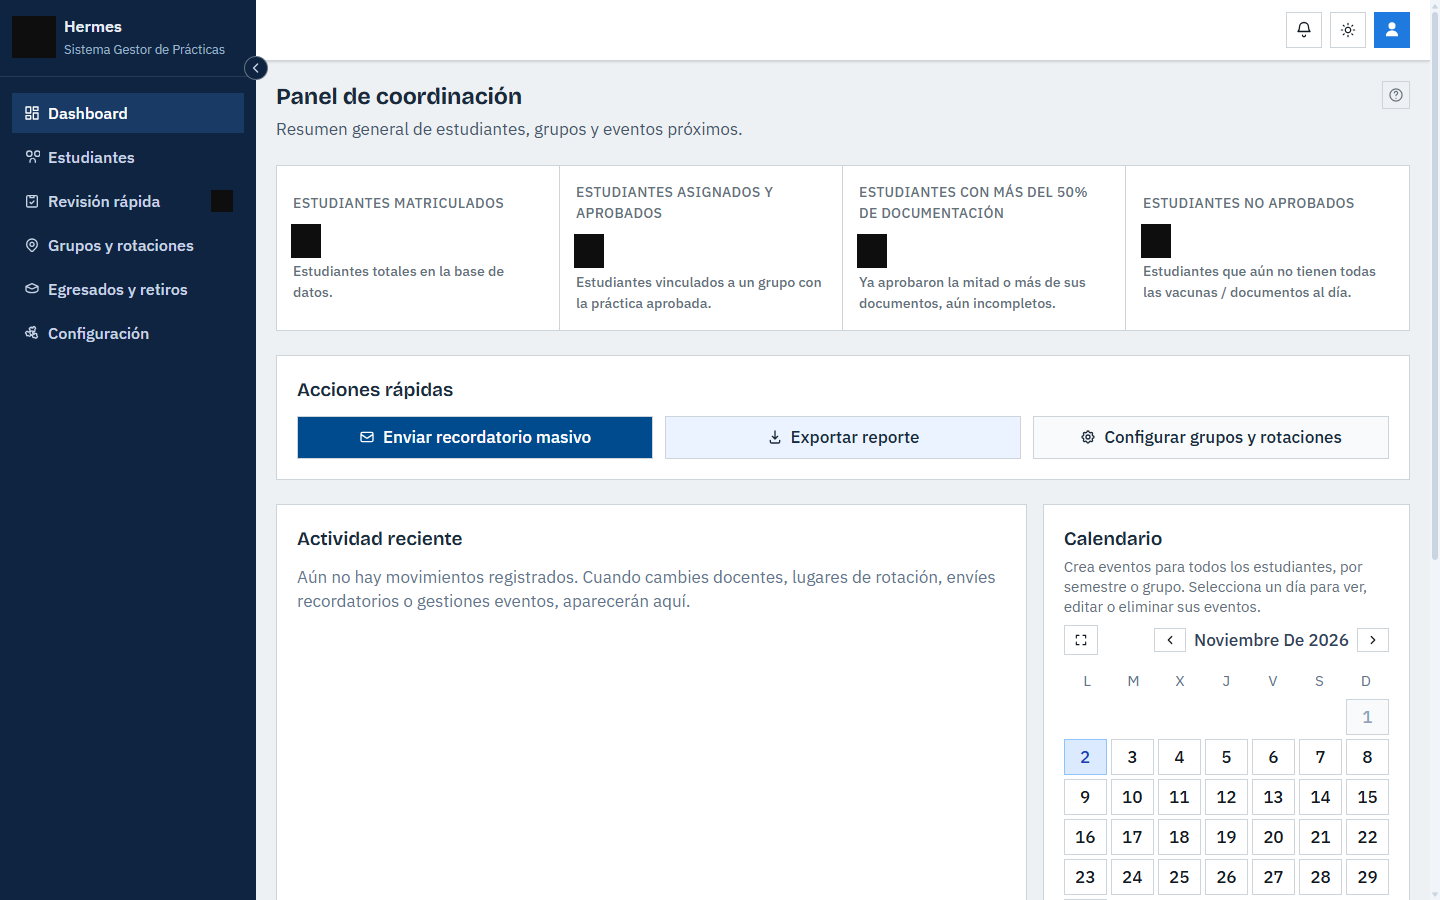 Hermes
Sistema Gestor de Prácticas
Dashboard
Estudiantes
Revisión rápida
Grupos y rotaciones
Egresados y retiros
Configuración
Panel de coordinación
Resumen general de estudiantes, grupos y eventos próximos.
ESTUDIANTES MATRICULADOS
Estudiantes totales en la base de
datos.
ESTUDIANTES ASIGNADOS Y
APROBADOS
Estudiantes vinculados a un grupo con
la práctica aprobada.
ESTUDIANTES CON MÁS DEL 50%
DE DOCUMENTACIÓN
Ya aprobaron la mitad o más de sus
documentos, aún incompletos.
ESTUDIANTES NO APROBADOS
Estudiantes que aún no tienen todas
las vacunas / documentos al día.
Acciones rápidas
Enviar recordatorio masivo
Exportar reporte
Configurar grupos y rotaciones
Actividad reciente
Aún no hay movimientos registrados. Cuando cambies docentes, lugares de rotación, envíes
recordatorios o gestiones eventos, aparecerán aquí.
Calendario
Crea eventos para todos los estudiantes, por
semestre o grupo. Selecciona un día para ver,
editar o eliminar sus eventos.
Noviembre De 2026
L M X J V S D
1
2 3 4 5 6 7 8
9 10 11 12 13 14 15
16 17 18 19 20 21 22
23 24 25 26 27 28 29